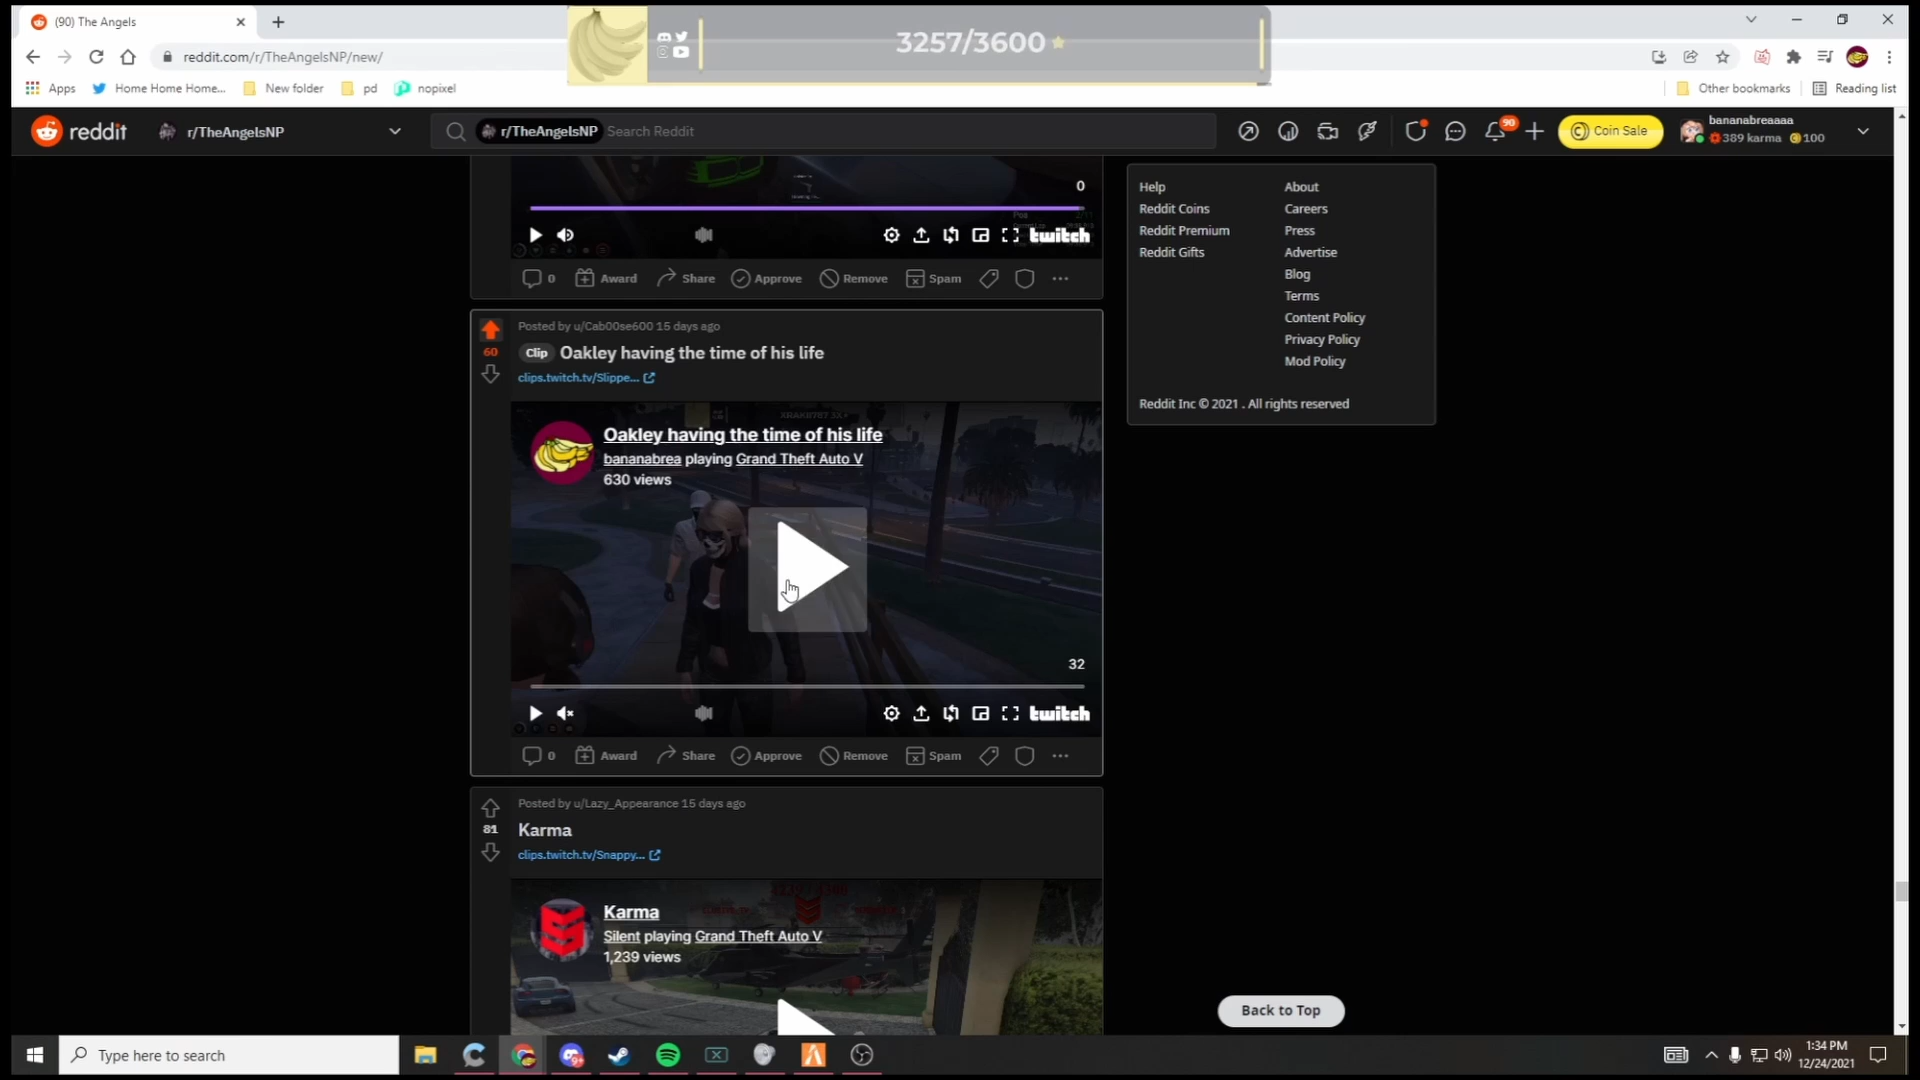 (90) The Angels
3257/3600
reddit.com/r/TheAngelsNP/new/
Apps
Home Home Home...
New folder
pd
nopixel
Other bookmarks
Reading list
reddit
r/TheAngelsNP
r/TheAngelsNP
Search Reddit
90
Coin Sale
bananabreaaaa
389 karma
100
0
twitch
0
Award
Share
Approve
Remove
Spam
Help
About
Reddit Coins
Careers
Reddit Premium
Press
Reddit Gifts
Advertise
Blog
Terms
Content Policy
Privacy Policy
Mod Policy
Reddit Inc © 2021 . All rights reserved
Posted by u/Cab00se600 15 days ago
60
Clip
Oakley having the time of his life
clips.twitch.tv/Slippe...
Oakley having the time of his life
bananabrea playing Grand Theft Auto V
630 views
32
twitch
0
Award
Share
Approve
Remove
Spam
Posted by u/Lazy_Appearance 15 days ago
81
Karma
clips.twitch.tv/Snappy...
Karma
Silent playing Grand Theft Auto V
1,239 views
Back to Top
Type here to search
1:34 PM
12/24/2021